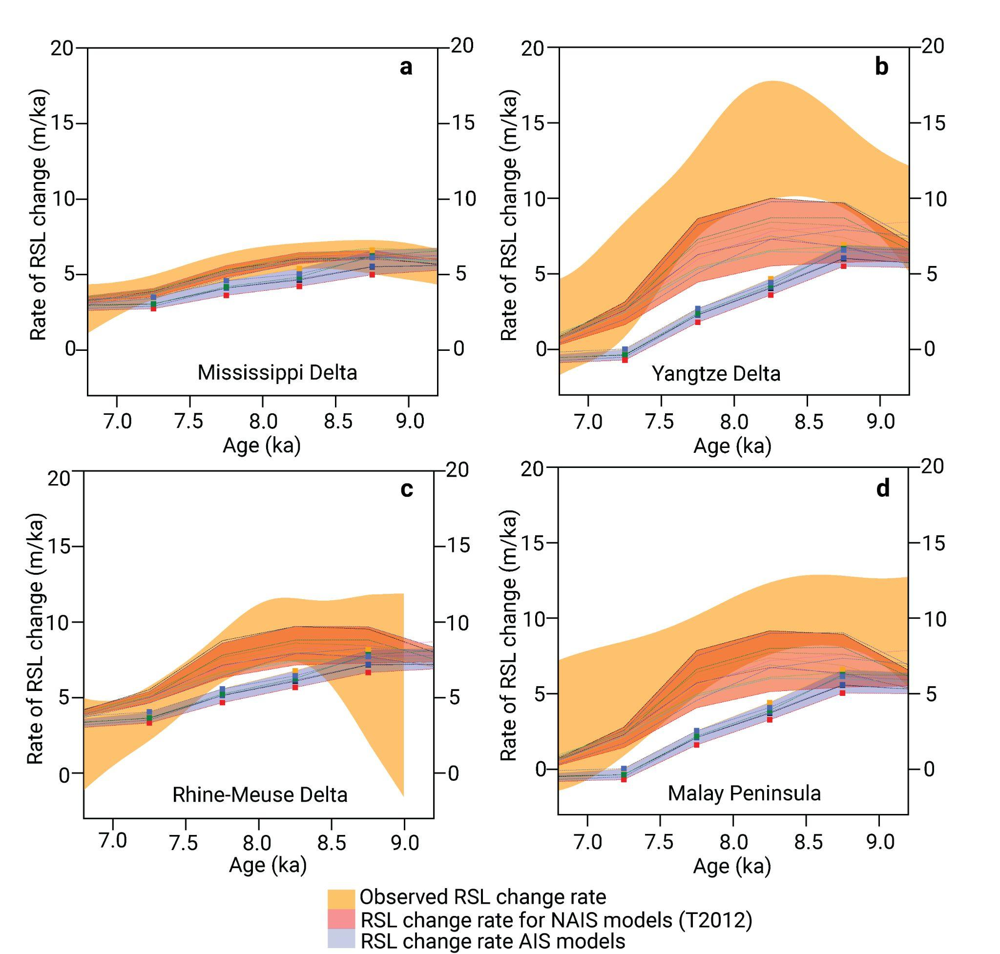 a
20 20
15 15
10 10
5 5
0 0
Rate of RSL change (m/ka)
Mississippi Delta
7.0 7.5 8.0 8.5 9.0
Age (ka)
b
20 20
15 15
10 10
5 5
0 0
Rate of RSL change (m/ka)
Yangtze Delta
7.0 7.5 8.0 8.5 9.0
Age (ka)
c
20 20
15 15
10 10
5 5
0 0
Rate of RSL change (m/ka)
Rhine-Meuse Delta
7.0 7.5 8.0 8.5 9.0
Age (ka)
d
20 20
15 15
10 10
5 5
0 0
Rate of RSL change (m/ka)
Malay Peninsula
7.0 7.5 8.0 8.5 9.0
Age (ka)
Observed RSL change rate
RSL change rate for NAIS models (T2012)
RSL change rate AIS models